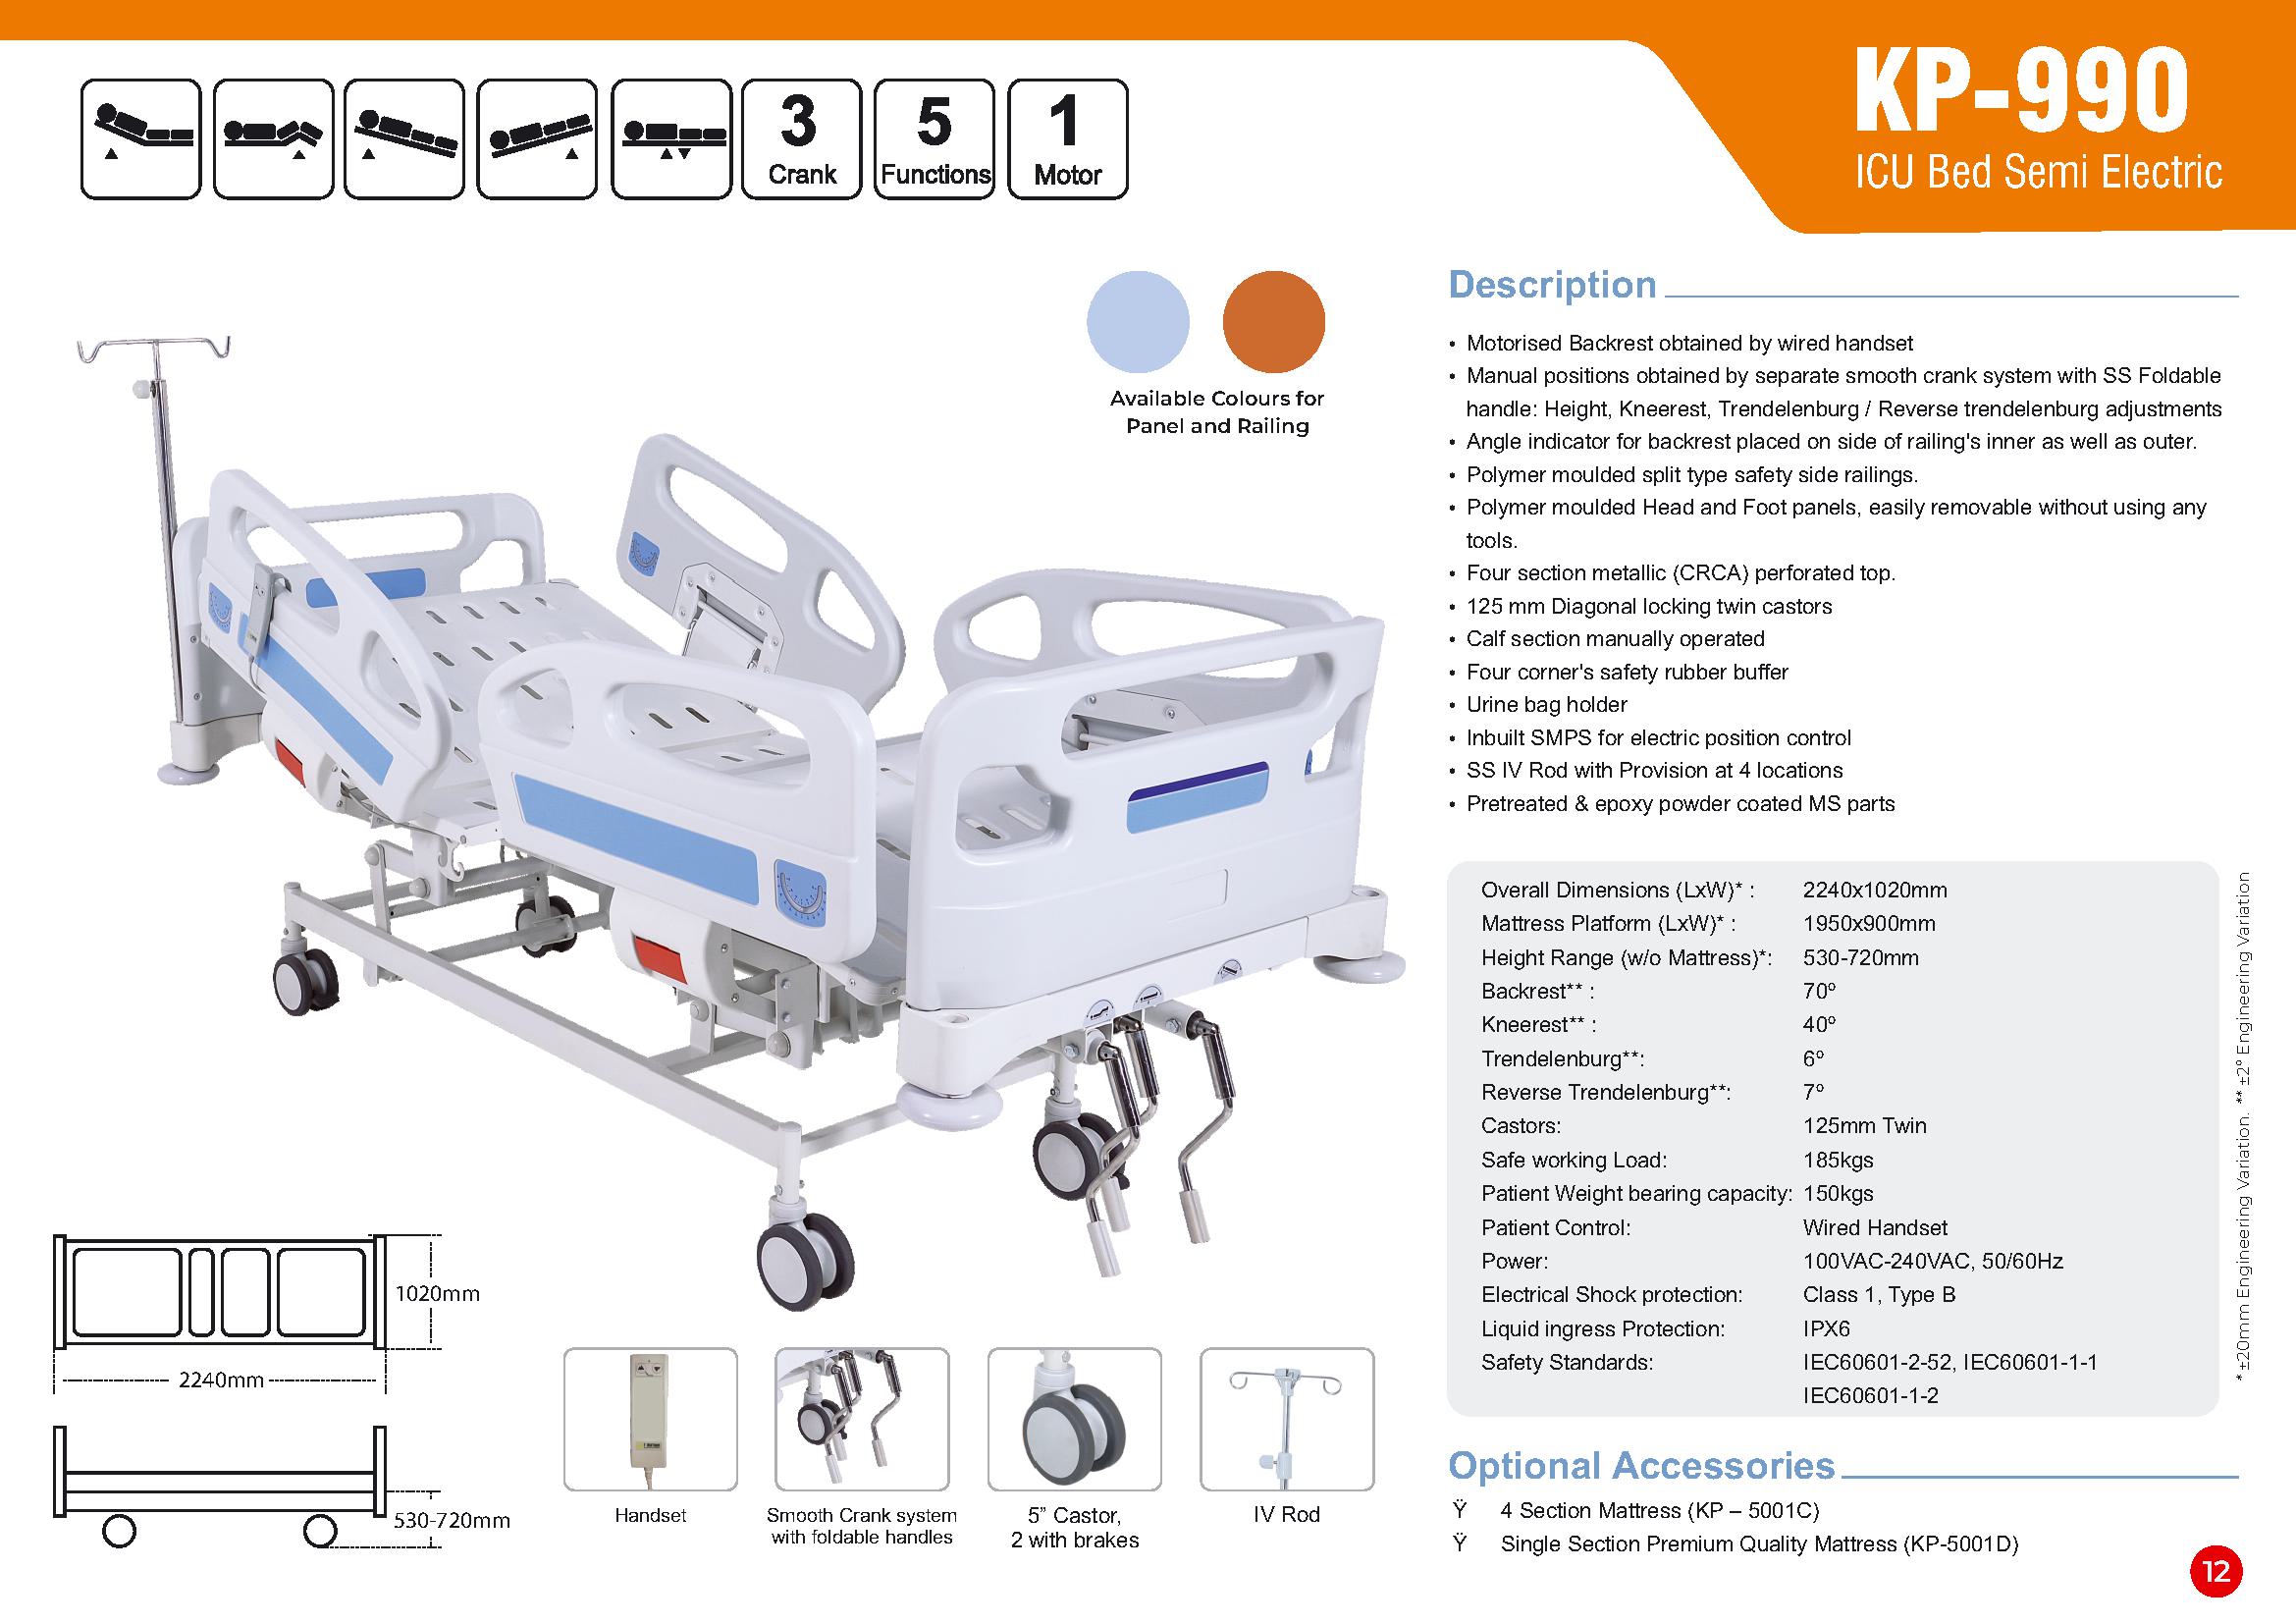 KP-990
ICU Bed Semi Electric
3
Crank
5
Functions
1
Motor
Available Colours for
Panel and Railing
Description
• Motorised Backrest obtained by wired handset
• Manual positions obtained by separate smooth crank system with SS Foldable
handle: Height, Kneerest, Trendelenburg / Reverse trendelenburg adjustments
• Angle indicator for backrest placed on side of railing's inner as well as outer.
• Polymer moulded split type safety side railings.
• Polymer moulded Head and Foot panels, easily removable without using any
tools.
• Four section metallic (CRCA) perforated top.
• 125 mm Diagonal locking twin castors
• Calf section manually operated
• Four corner's safety rubber buffer
• Urine bag holder
• Inbuilt SMPS for electric position control
• SS IV Rod with Provision at 4 locations
• Pretreated & epoxy powder coated MS parts
Overall Dimensions (LxW)* : 2240x1020mm
Mattress Platform (LxW)* : 1950x900mm
Height Range (w/o Mattress)*: 530-720mm
Backrest** : 70º
Kneerest** : 40º
Trendelenburg**: 6º
Reverse Trendelenburg**: 7º
Castors: 125mm Twin
Safe working Load: 185kgs
Patient Weight bearing capacity: 150kgs
Patient Control: Wired Handset
Power: 100VAC-240VAC, 50/60Hz
Electrical Shock protection: Class 1, Type B
Liquid ingress Protection: IPX6
Safety Standards: IEC60601-2-52, IEC60601-1-1
IEC60601-1-2
* ±20mm Engineering Variation. ** ±2° Engineering Variation
1020mm
2240mm
530-720mm
Handset
Smooth Crank system
with foldable handles
5” Castor,
2 with brakes
IV Rod
Optional Accessories
Ÿ 4 Section Mattress (KP – 5001C)
Ÿ Single Section Premium Quality Mattress (KP-5001D)
12